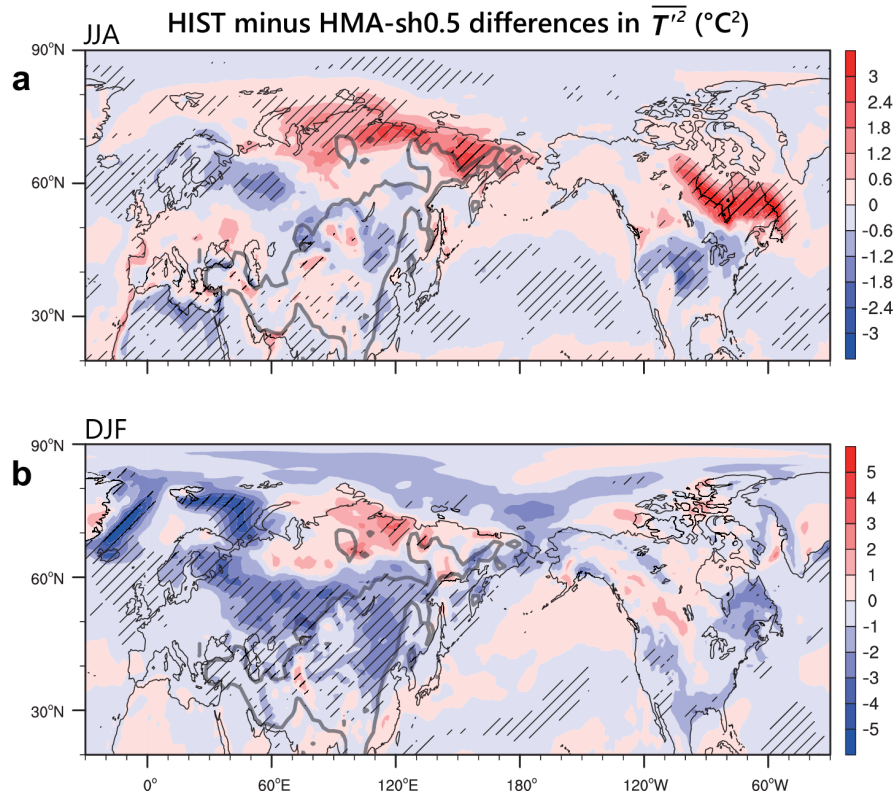 HIST minus HMA-sh0.5 differences in T′² (°C²)
JJA
a
90°N
60°N
30°N
3
2.4
1.8
1.2
0.6
0
-0.6
-1.2
-1.8
-2.4
-3
DJF
b
90°N
60°N
30°N
5
4
3
2
1
0
-1
-2
-3
-4
-5
0°
60°E
120°E
180°
120°W
60°W